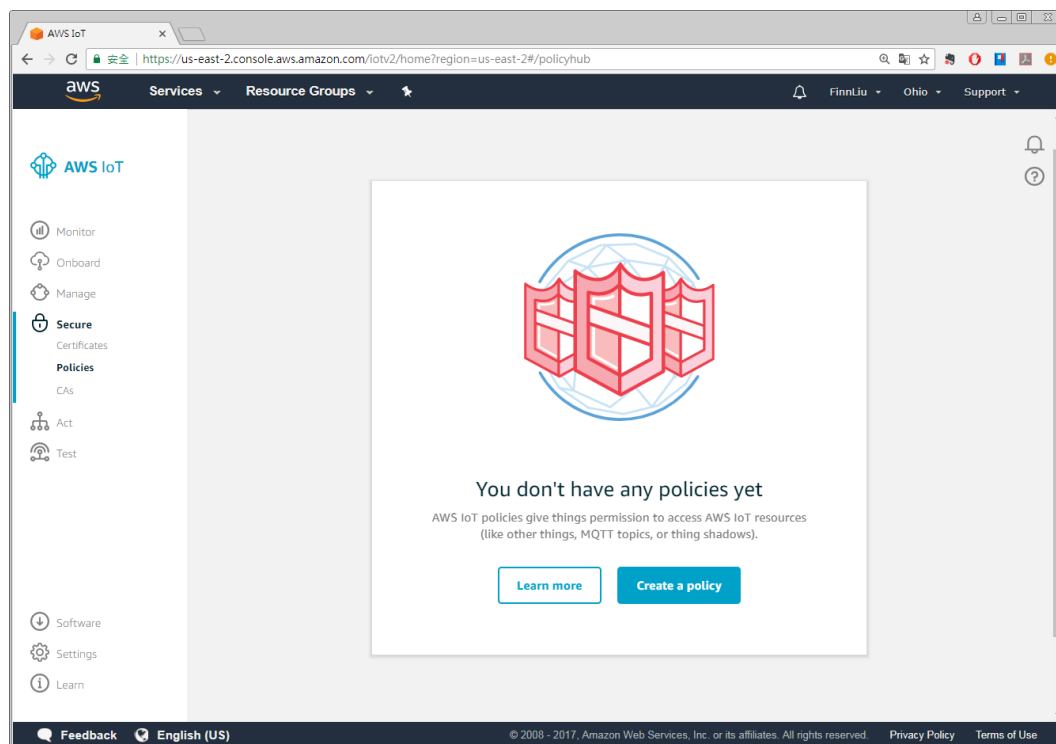 AWS IoT
安全 https://us-east-2.console.aws.amazon.com/iotv2/home?region=us-east-2#/policyhub
aws Services Resource Groups FinnLiu Ohio Support
AWS IoT
Monitor
Onboard
Manage
Secure
Certificates
Policies
CAs
Act
Test
You don't have any policies yet
AWS IoT policies give things permission to access AWS IoT resources
(like other things, MQTT topics, or thing shadows).
Learn more Create a policy
Software
Settings
Learn
Feedback English (US) © 2008 - 2017, Amazon Web Services, Inc. or its affiliates. All rights reserved. Privacy Policy Terms of Use